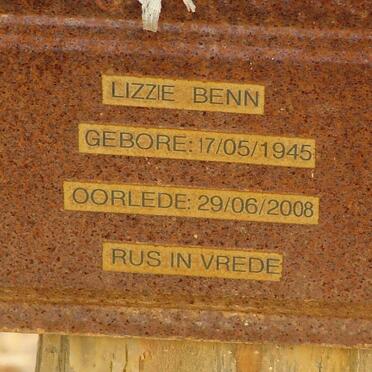 LIZZIE BENN
GEBORE: 17/05/1945
OORLEDE: 29/06/2008
RUS IN VREDE